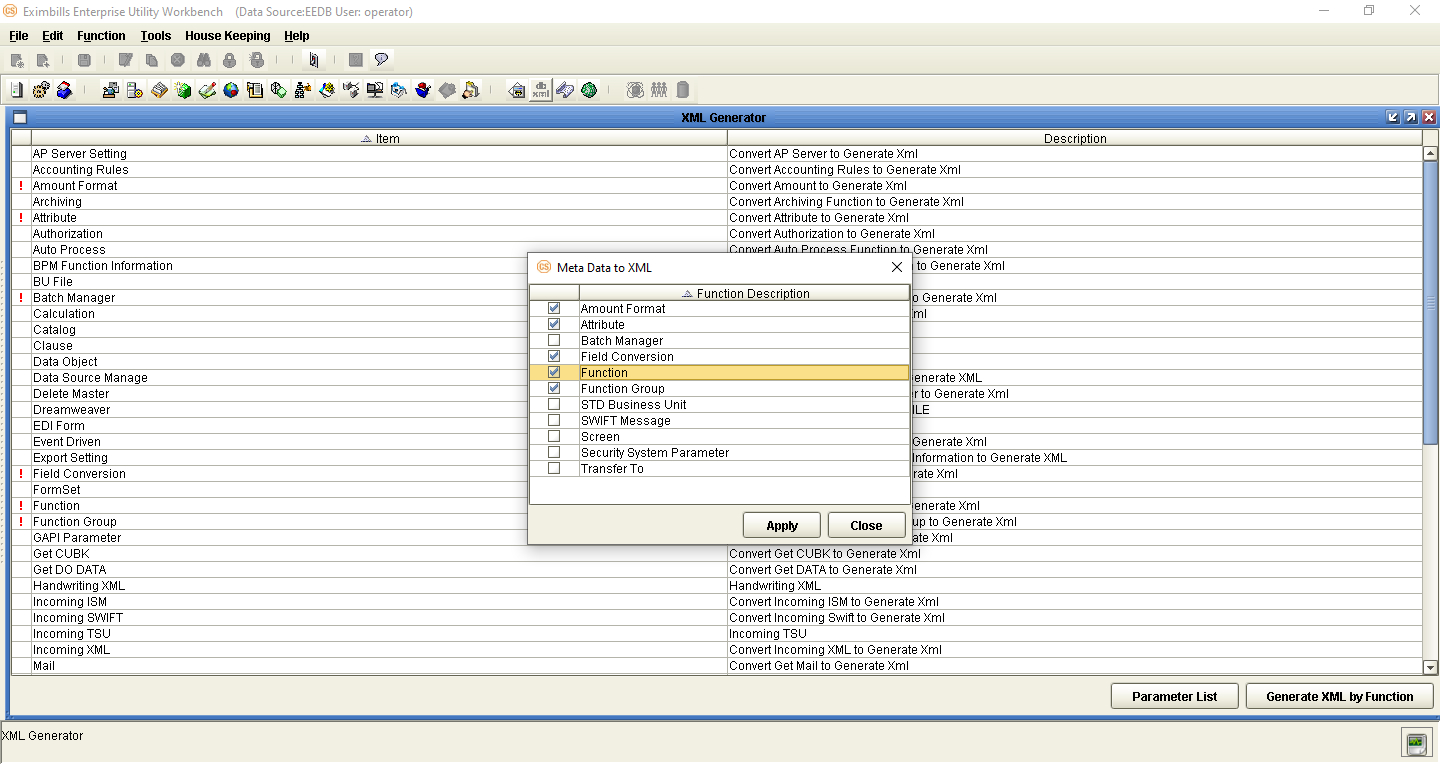 CS Eximbills Enterprise Utility Workbench (Data Source:EEDB User: operator)
File Edit Function Tools House Keeping Help
db xml
XML Generator
Item Description
AP Server Setting Convert AP Server to Generate Xml
Accounting Rules Convert Accounting Rules to Generate Xml
! Amount Format Convert Amount to Generate Xml
Archiving Convert Archiving Function to Generate Xml
! Attribute Convert Attribute to Generate Xml
Authorization Convert Authorization to Generate Xml
Auto Process Convert Auto Process Function to Generate Xml
BPM Function Information to Generate Xml
BU File
! Batch Manager to Generate Xml
Calculation ml
Catalog
Clause
Data Object
Data Source Manage enerate XML
Delete Master r to Generate Xml
Dreamweaver ILE
EDI Form
Event Driven Generate Xml
Export Setting Information to Generate XML
! Field Conversion rate Xml
FormSet
! Function enerate Xml
! Function Group up to Generate Xml
GAPI Parameter ate Xml
Get CUBK Convert Get CUBK to Generate Xml
Get DO DATA Convert Get DATA to Generate Xml
Handwriting XML Handwriting XML
Incoming ISM Convert Incoming ISM to Generate Xml
Incoming SWIFT Convert Incoming Swift to Generate Xml
Incoming TSU Incoming TSU
Incoming XML Convert Incoming XML to Generate Xml
Mail Convert Get Mail to Generate Xml
CS Meta Data to XML
Function Description
Amount Format
Attribute
Batch Manager
Field Conversion
Function
Function Group
STD Business Unit
SWIFT Message
Screen
Security System Parameter
Transfer To
Apply Close
Parameter List Generate XML by Function
XML Generator